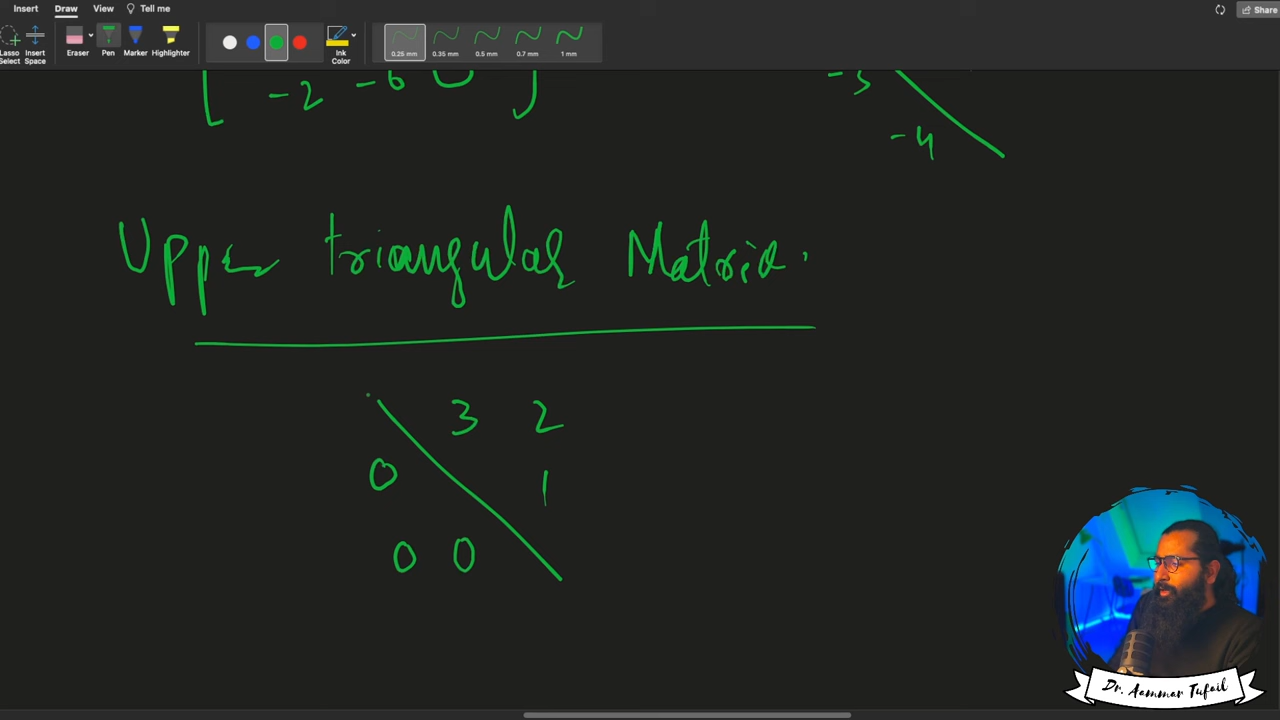 Insert Draw View Tell me Share
Lasso Select Insert Space Eraser Pen Marker Highlighter Ink Color 0.25 mm 0.35 mm 0.5 mm 0.7 mm 1 mm
-2 -6 0 -3
-4
Upper triangular Matrix.
3 2
0 1
0 0
Dr. Aammar Tufail